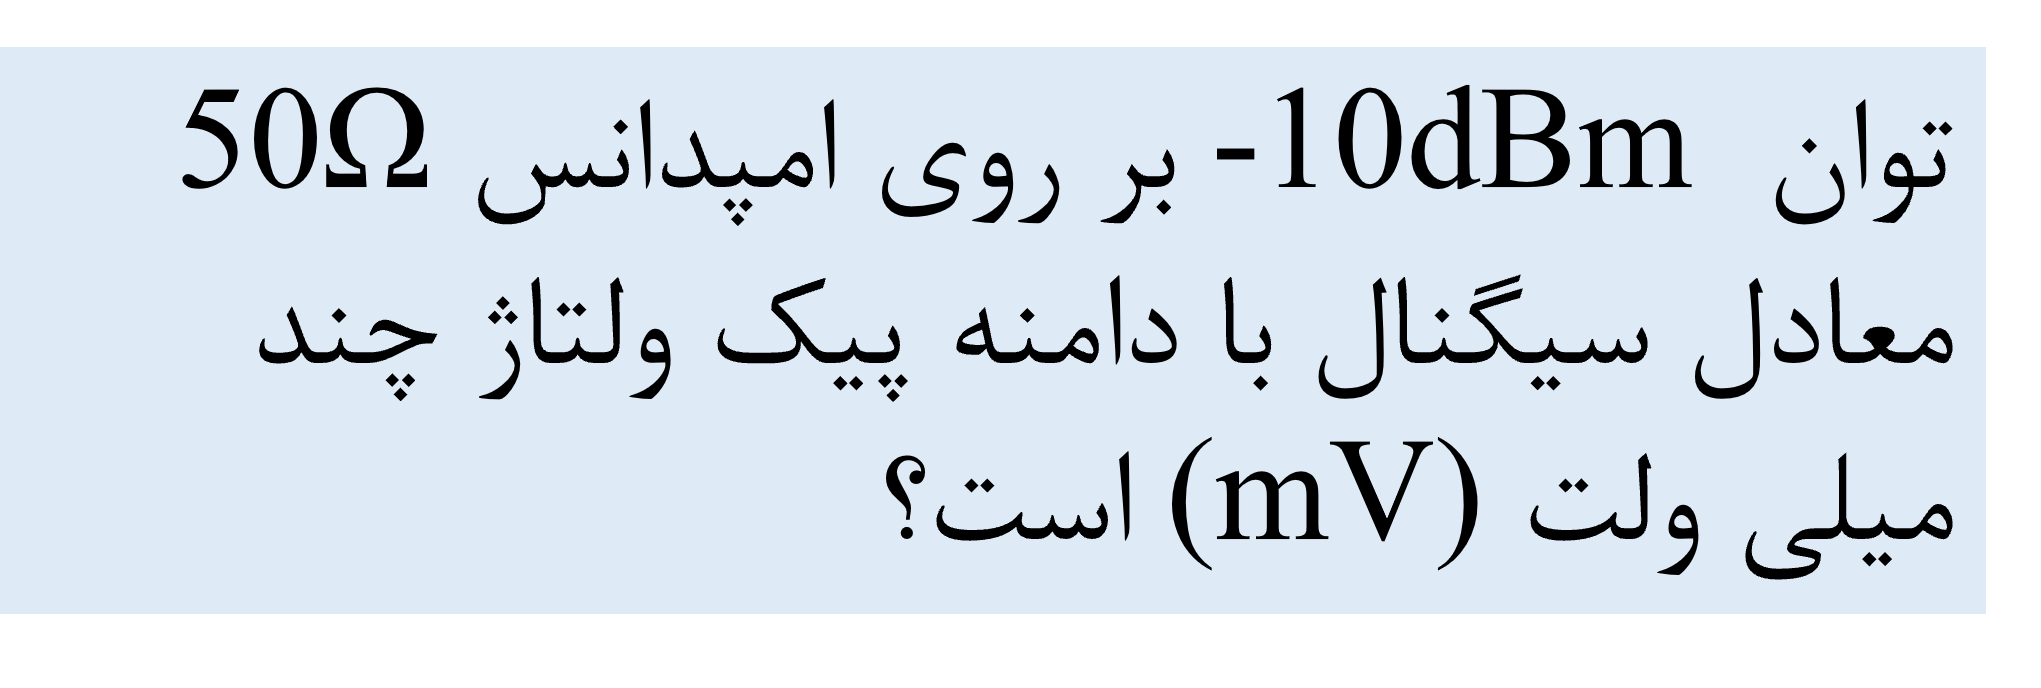 توان -10dBm بر روی امپدانس 50Ω
معادل سیگنال با دامنه پیک ولتاژ چند
میلی ولت (mV) است؟